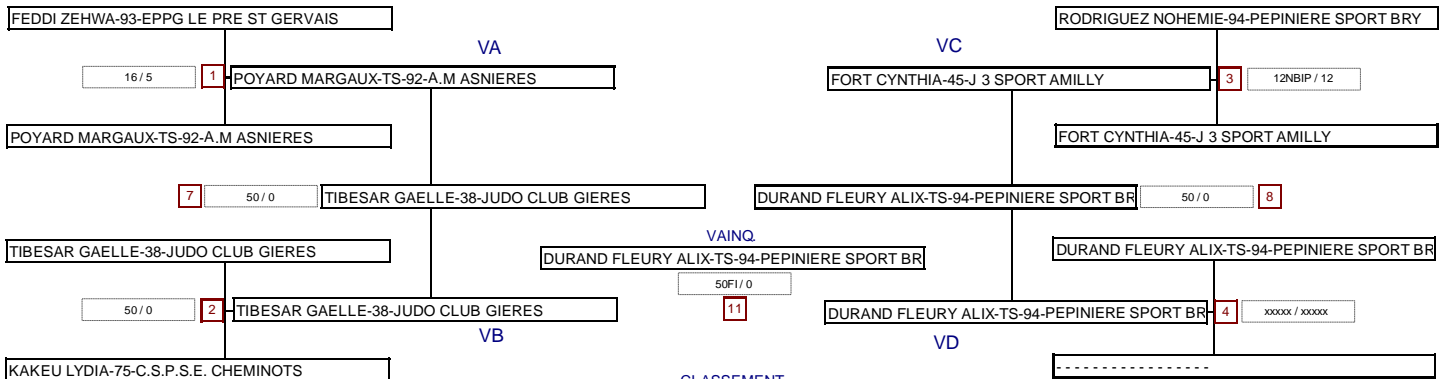 FEDDI ZEHWA-93-EPPG LE PRE ST GERVAIS
RODRIGUEZ NOHEMIE-94-PEPINIERE SPORT BRY
VA
VC
16 / 5
1
POYARD MARGAUX-TS-92-A.M ASNIERES
FORT CYNTHIA-45-J 3 SPORT AMILLY
3
12NBIP / 12
POYARD MARGAUX-TS-92-A.M ASNIERES
FORT CYNTHIA-45-J 3 SPORT AMILLY
7
50 / 0
TIBESAR GAELLE-38-JUDO CLUB GIERES
DURAND FLEURY ALIX-TS-94-PEPINIERE SPORT BR
50 / 0
8
VAINQ.
TIBESAR GAELLE-38-JUDO CLUB GIERES
DURAND FLEURY ALIX-TS-94-PEPINIERE SPORT BR
DURAND FLEURY ALIX-TS-94-PEPINIERE SPORT BR
50FI / 0
50 / 0
2
TIBESAR GAELLE-38-JUDO CLUB GIERES
11
DURAND FLEURY ALIX-TS-94-PEPINIERE SPORT BR
4
xxxxx / xxxxx
VB
VD
KAKEU LYDIA-75-C.S.P.S.E. CHEMINOTS
- - - - - - - - - - - - - - - - -
CLASSEMENT